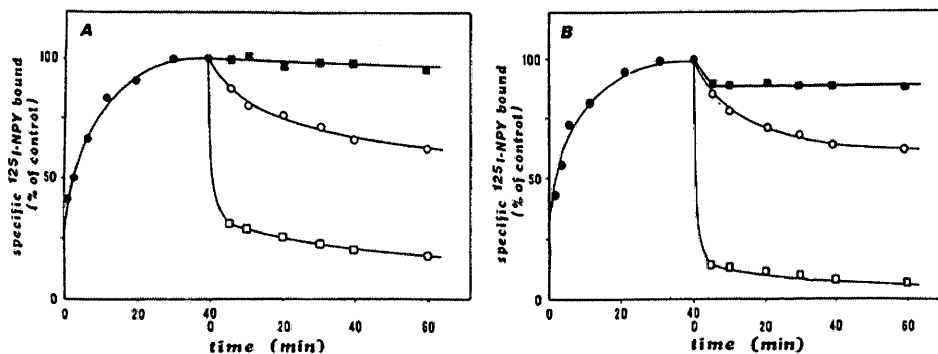 A
specific ¹²⁵I-NPY bound
(% of control)
100
50
0
0 20 40
0 20 40 60
time (min)
B
specific ¹²⁵I-NPY bound
(% of control)
100
50
0
0 20 40
0 20 40 60
time (min)